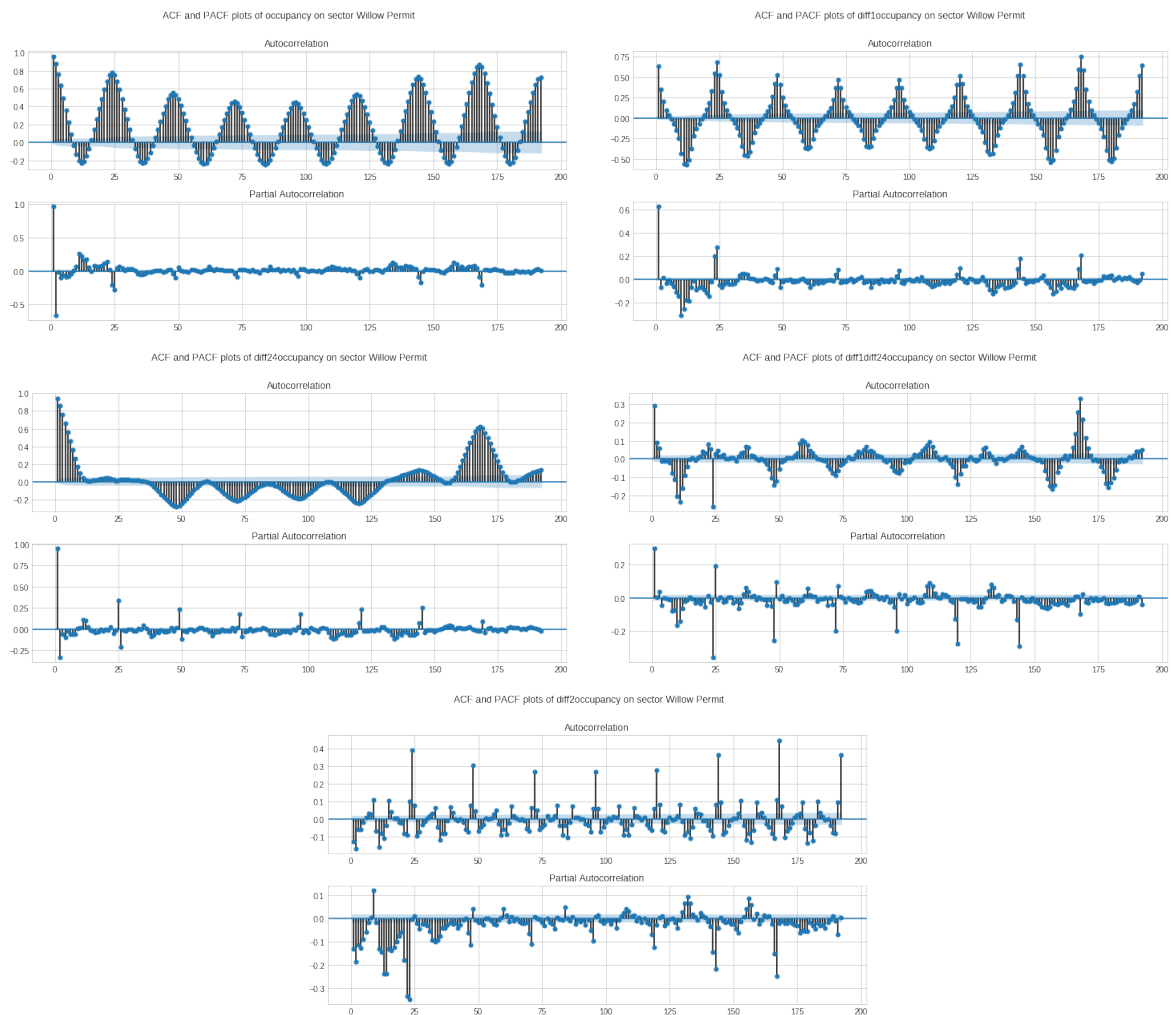 ACF and PACF plots of occupancy on sector Willow Permit
Autocorrelation
1.0
0.8
0.6
0.4
0.2
0.0
−0.2
0 25 50 75 100 125 150 175 200
Partial Autocorrelation
1.0
0.5
0.0
−0.5
0 25 50 75 100 125 150 175 200
ACF and PACF plots of diff1occupancy on sector Willow Permit
Autocorrelation
0.75
0.50
0.25
0.00
−0.25
−0.50
0 25 50 75 100 125 150 175 200
Partial Autocorrelation
0.6
0.4
0.2
0.0
−0.2
0 25 50 75 100 125 150 175 200
ACF and PACF plots of diff24occupancy on sector Willow Permit
Autocorrelation
1.0
0.8
0.6
0.4
0.2
0.0
−0.2
0 25 50 75 100 125 150 175 200
Partial Autocorrelation
1.00
0.75
0.50
0.25
0.00
−0.25
0 25 50 75 100 125 150 175 200
ACF and PACF plots of diff1diff24occupancy on sector Willow Permit
Autocorrelation
0.3
0.2
0.1
0.0
−0.1
−0.2
0 25 50 75 100 125 150 175 200
Partial Autocorrelation
0.2
0.0
−0.2
0 25 50 75 100 125 150 175 200
ACF and PACF plots of diff2occupancy on sector Willow Permit
Autocorrelation
0.4
0.3
0.2
0.1
0.0
−0.1
0 25 50 75 100 125 150 175 200
Partial Autocorrelation
0.1
0.0
−0.1
−0.2
−0.3
0 25 50 75 100 125 150 175 200